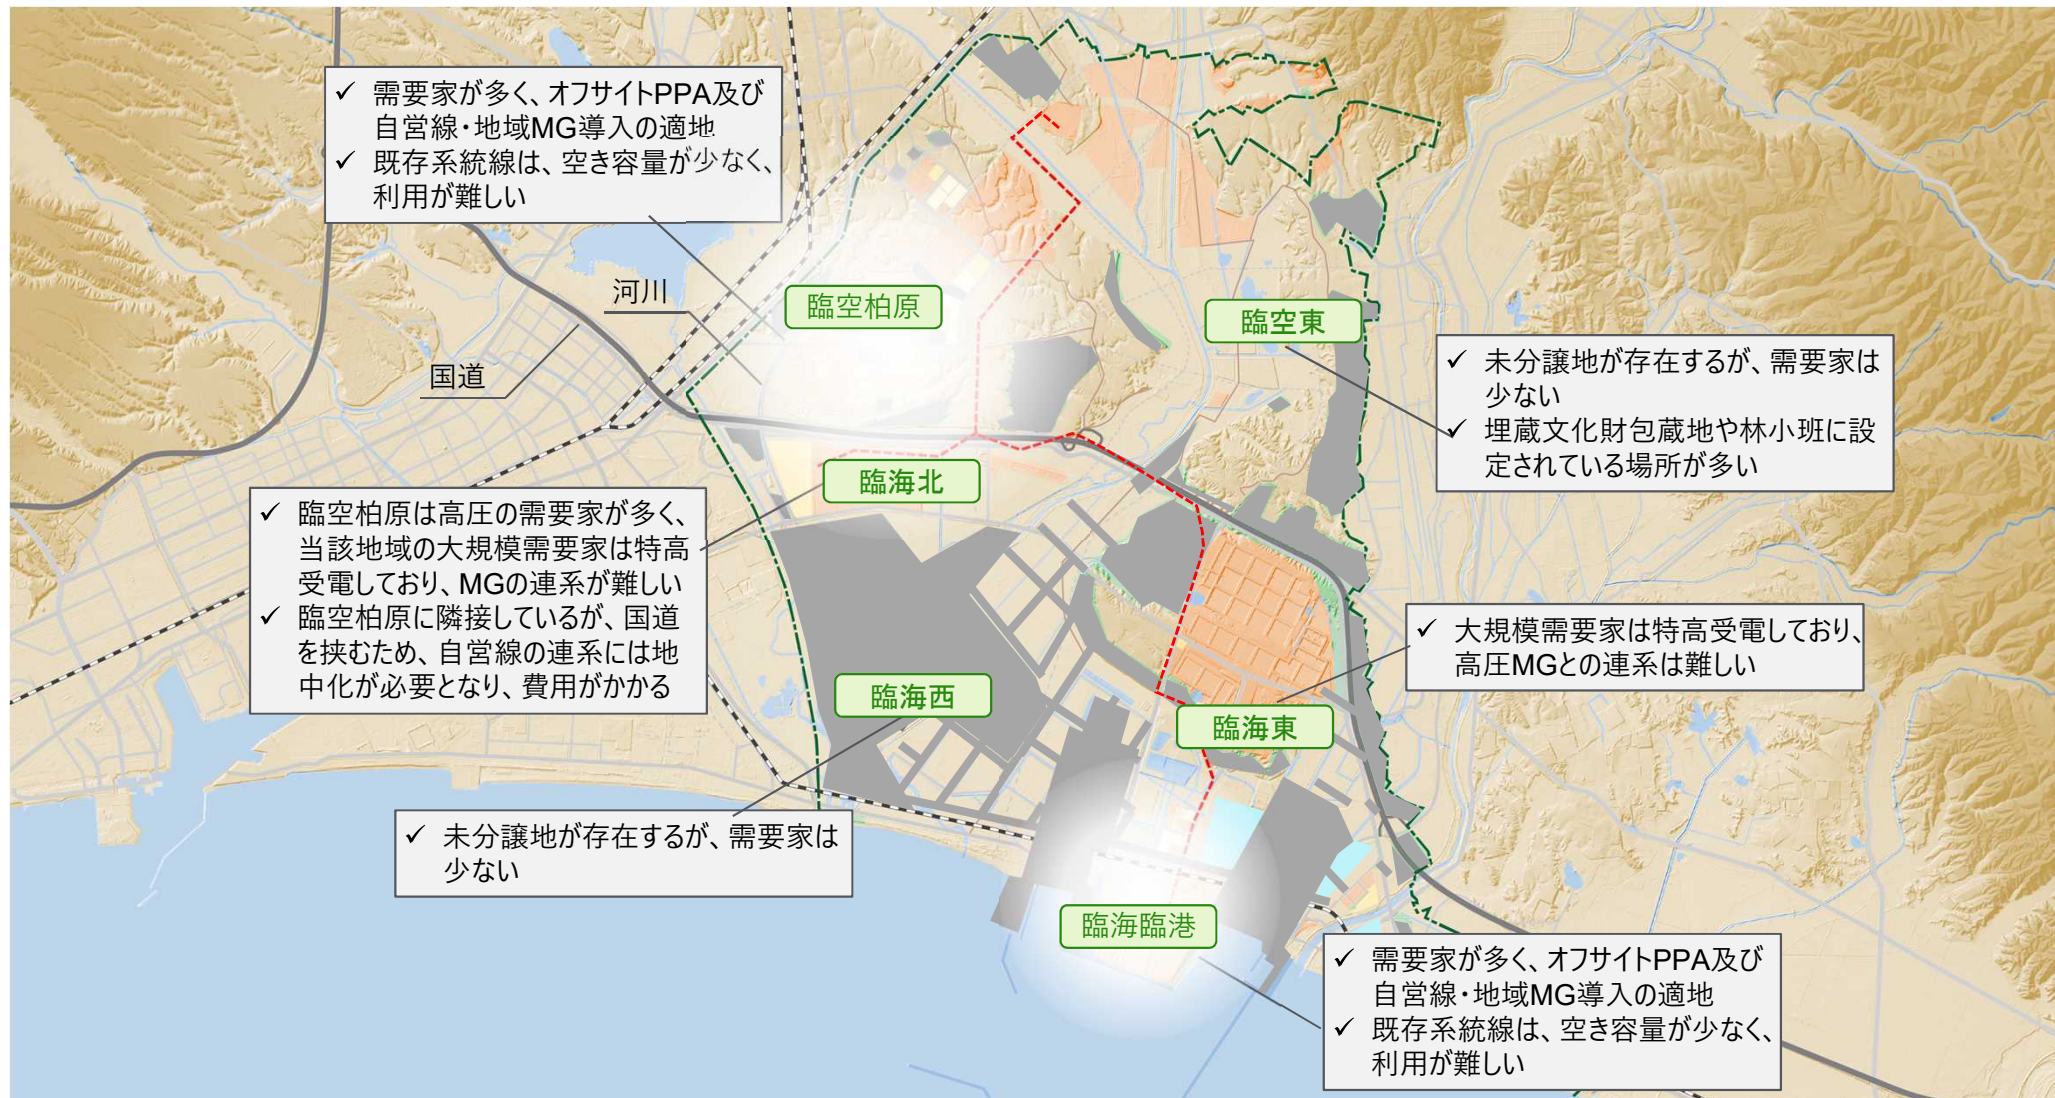 ✓ 需要家が多く、オフサイトPPA及び
自営線・地域MG導入の適地
✓ 既存系統線は、空き容量が少なく、
利用が難しい
河川
国道
臨空柏原
臨空東
✓ 未分譲地が存在するが、需要家は
少ない
✓ 埋蔵文化財包蔵地や林小班に設
定されている場所が多い
臨海北
✓ 臨空柏原は高圧の需要家が多く、
当該地域の大規模需要家は特高
受電しており、MGの連系が難しい
✓ 臨空柏原に隣接しているが、国道
を挟むため、自営線の連系には地
中化が必要となり、費用がかかる
✓ 大規模需要家は特高受電しており、
高圧MGとの連系は難しい
臨海西
臨海東
✓ 未分譲地が存在するが、需要家は
少ない
臨海臨港
✓ 需要家が多く、オフサイトPPA及び
自営線・地域MG導入の適地
✓ 既存系統線は、空き容量が少なく、
利用が難しい